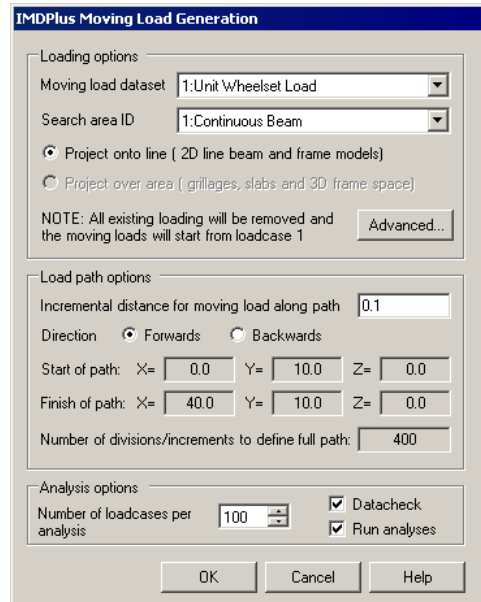 IMDPlus Moving Load Generation
Loading options
Moving load dataset 1:Unit Wheelset Load
Search area ID 1:Continuous Beam
Project onto line ( 2D line beam and frame models)
Project over area ( grillages, slabs and 3D frame space)
NOTE: All existing loading will be removed and
the moving loads will start from loadcase 1 Advanced...
Load path options
Incremental distance for moving load along path 0.1
Direction Forwards Backwards
Start of path: X= 0.0 Y= 10.0 Z= 0.0
Finish of path: X= 40.0 Y= 10.0 Z= 0.0
Number of divisions/increments to define full path: 400
Analysis options
Number of loadcases per
analysis 100 Datacheck
Run analyses
OK Cancel Help